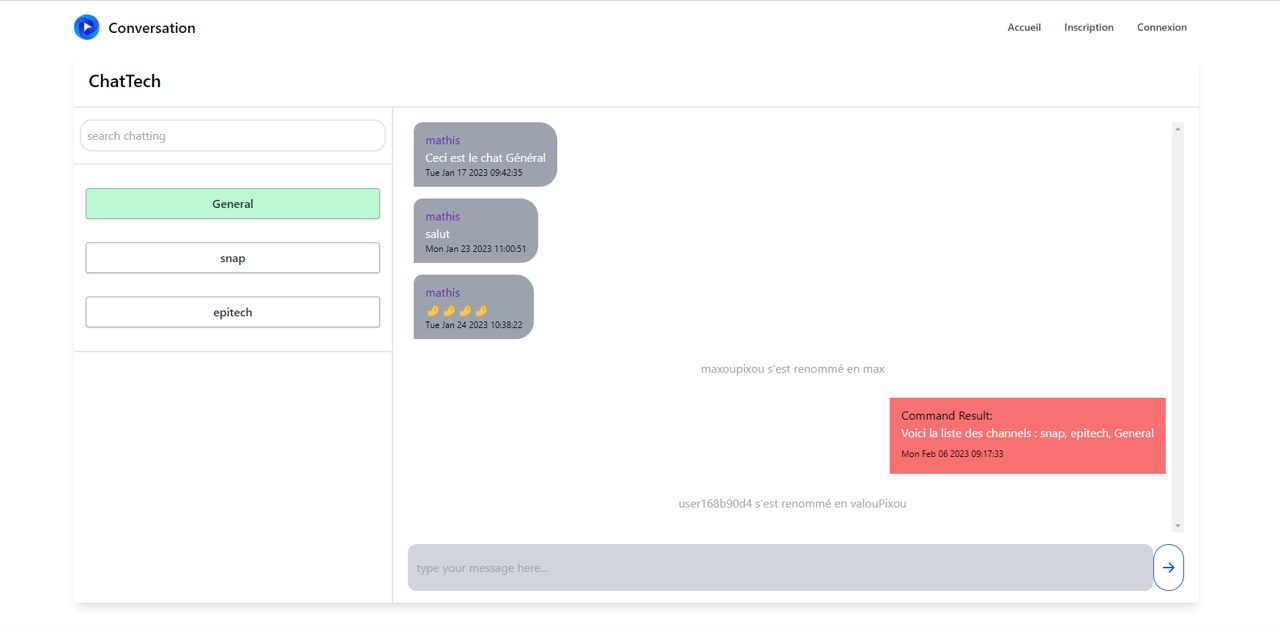 Conversation
Accueil
Inscription
Connexion
ChatTech
search chatting
General
snap
epitech
mathis
Ceci est le chat Général
Tue Jan 17 2023 09:42:35
mathis
salut
Mon Jan 23 2023 11:00:51
mathis
Tue Jan 24 2023 10:38:22
maxoupixou s'est renommé en max
Command Result:
Voici la liste des channels : snap, epitech, General
Mon Feb 06 2023 09:17:33
user168b90d4 s'est renommé en valouPixou
type your message here...